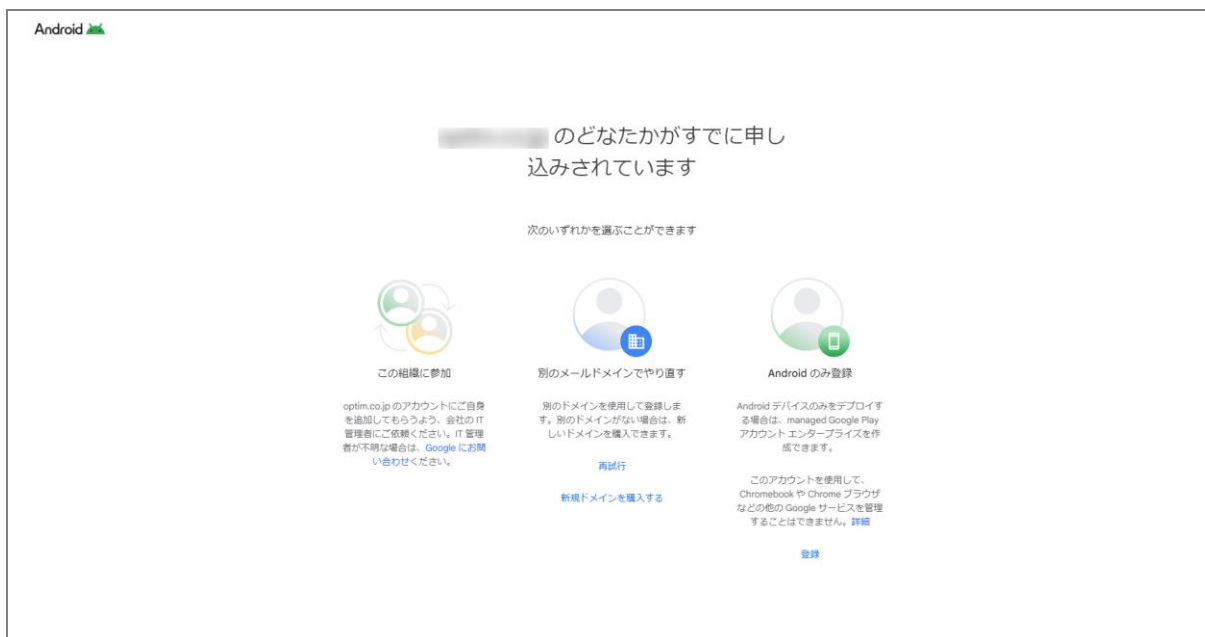 Android
のどなたかがすでに申し
込みされています
次のいずれかを選ぶことができます
この組織に参加
optim.co.jp のアカウントにご自身
を追加してもらうよう、会社の IT
管理者にご依頼ください。IT 管理
者が不明な場合は、Google にお問
い合わせください。
別のメールドメインでやり直す
別のドメインを使用して登録しま
す。別のドメインがない場合は、新
しいドメインを購入できます。
再試行
新規ドメインを購入する
Android のみ登録
Android デバイスのみをデプロイす
る場合は、managed Google Play
アカウント エンタープライズを作
成できます。
このアカウントを使用して、
Chromebook や Chrome ブラウザ
などの他の Google サービスを管理
することはできません。詳細
登録